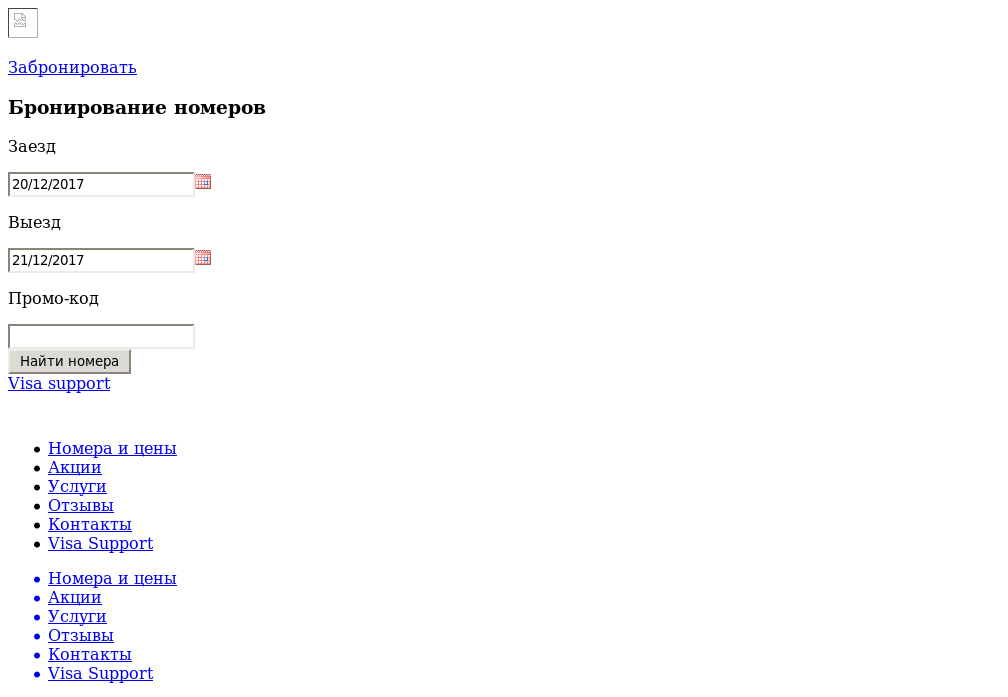 Забронировать
Бронирование номеров
Заезд
20/12/2017
Выезд
21/12/2017
Промо-код
Найти номера
Visa support
Номера и цены
Акции
Услуги
Отзывы
Контакты
Visa Support
Номера и цены
Акции
Услуги
Отзывы
Контакты
Visa Support